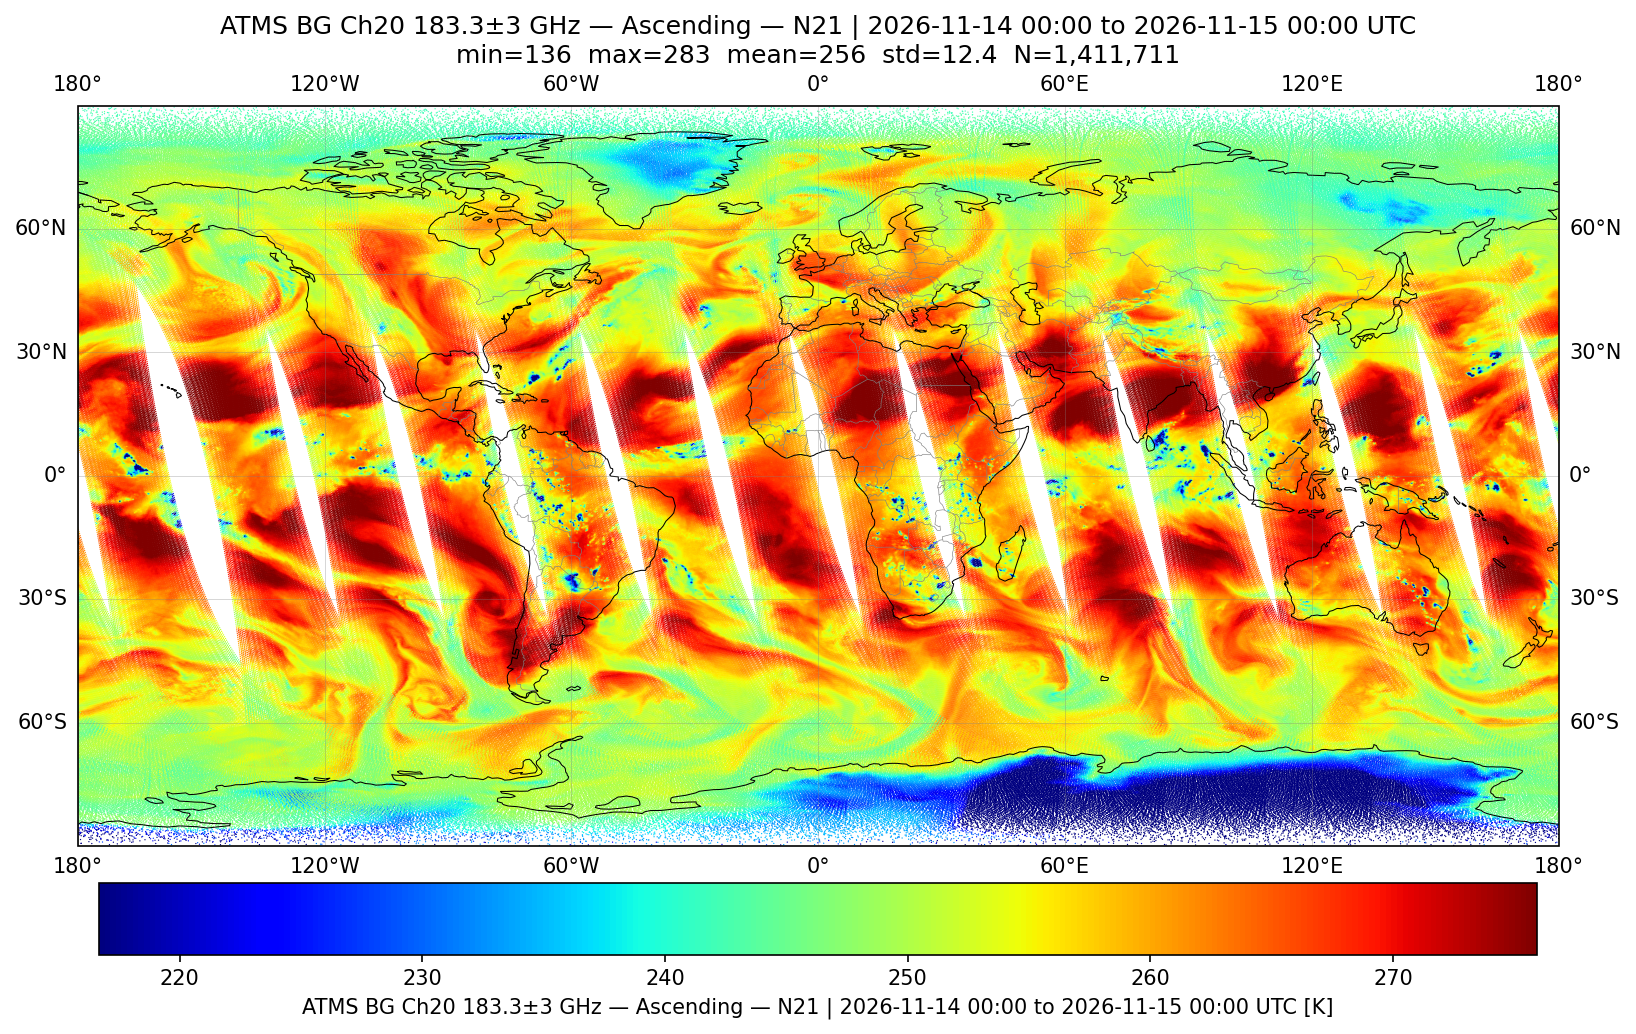 ATMS BG Ch20 183.3±3 GHz — Ascending — N21 | 2026-11-14 00:00 to 2026-11-15 00:00 UTC
min=136 max=283 mean=256 std=12.4 N=1,411,711
180° 120°W 60°W 0° 60°E 120°E 180°
60°N 60°N
30°N 30°N
0° 0°
30°S 30°S
60°S 60°S
180° 120°W 60°W 0° 60°E 120°E 180°
220 230 240 250 260 270
ATMS BG Ch20 183.3±3 GHz — Ascending — N21 | 2026-11-14 00:00 to 2026-11-15 00:00 UTC [K]